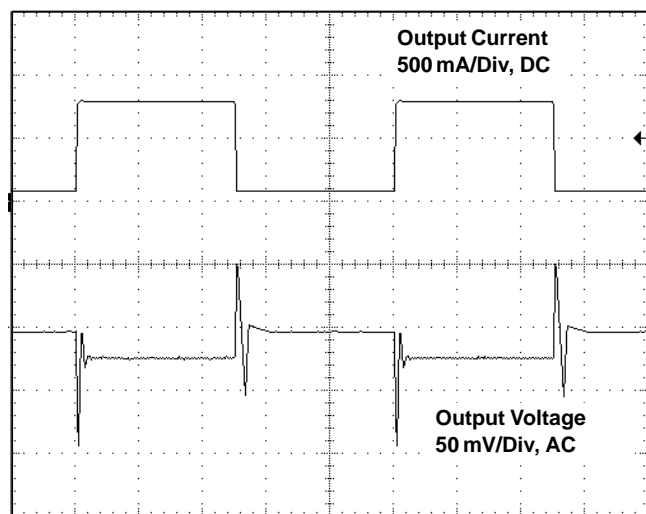 Output Current
500 mA/Div, DC
Output Voltage
50 mV/Div, AC